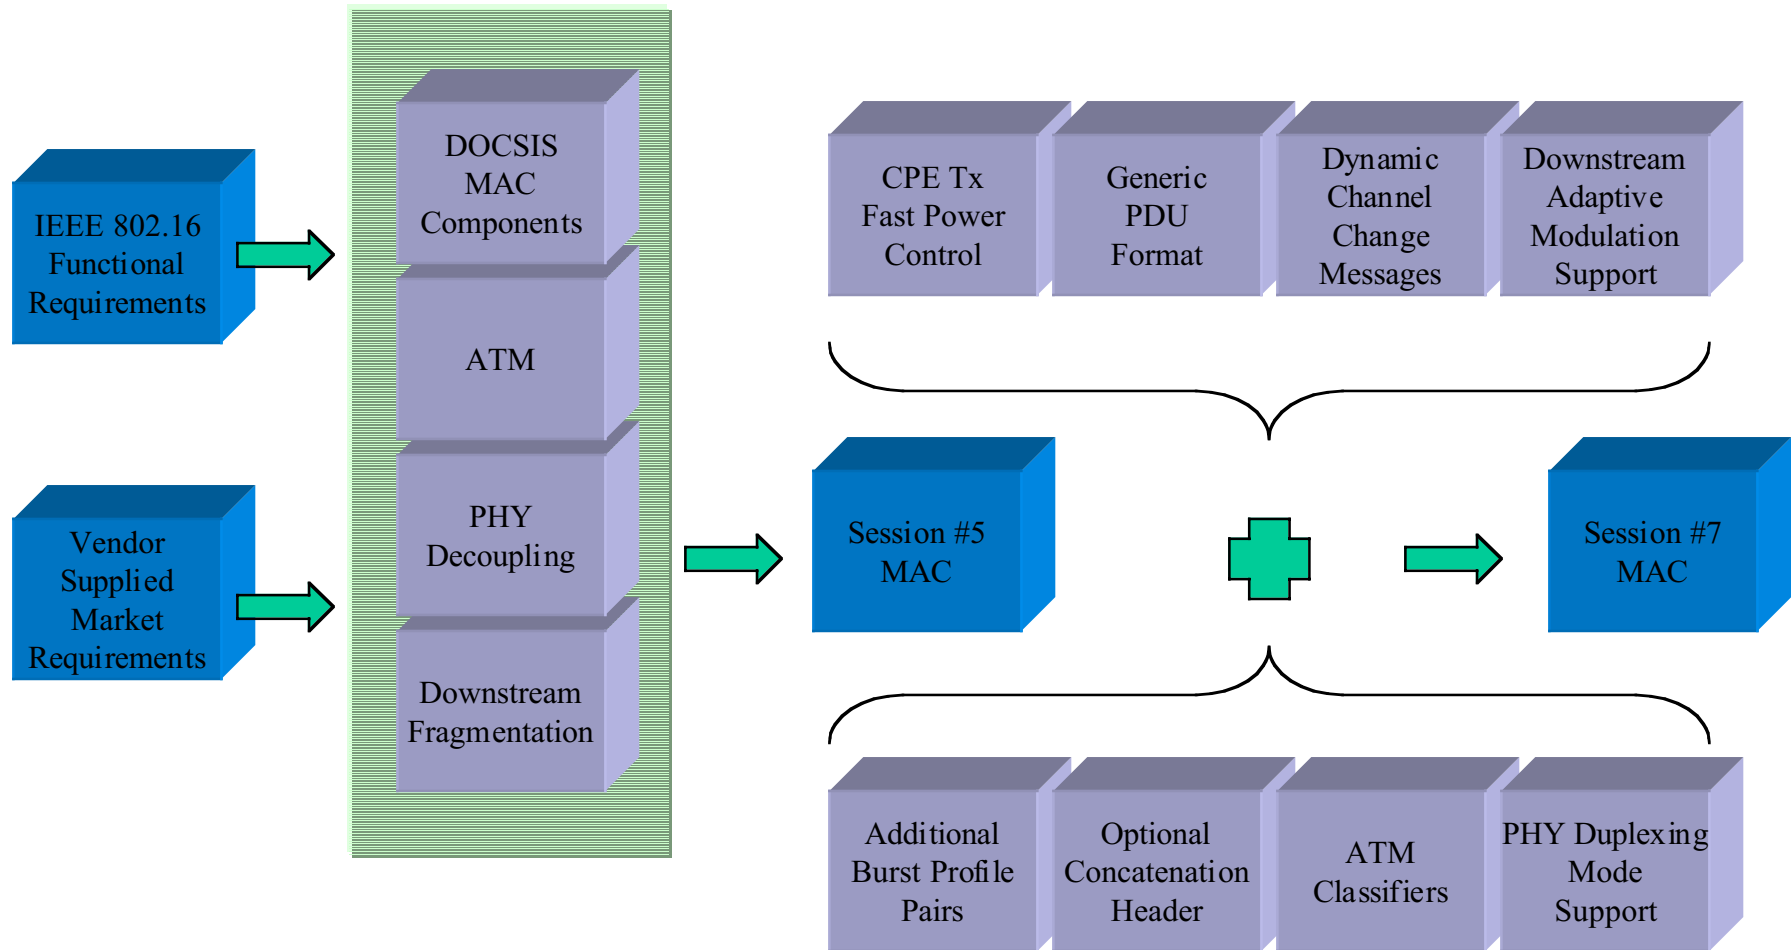 IEEE 802.16
Functional
Requirements
Vendor
Supplied
Market
Requirements
DOCSIS
MAC
Components
ATM
PHY
Decoupling
Downstream
Fragmentation
CPE Tx
Fast Power
Control
Generic
PDU
Format
Dynamic
Channel
Change
Messages
Downstream
Adaptive
Modulation
Support
Session #5
MAC
Session #7
MAC
Additional
Burst Profile
Pairs
Optional
Concatenation
Header
ATM
Classifiers
PHY Duplexing
Mode
Support